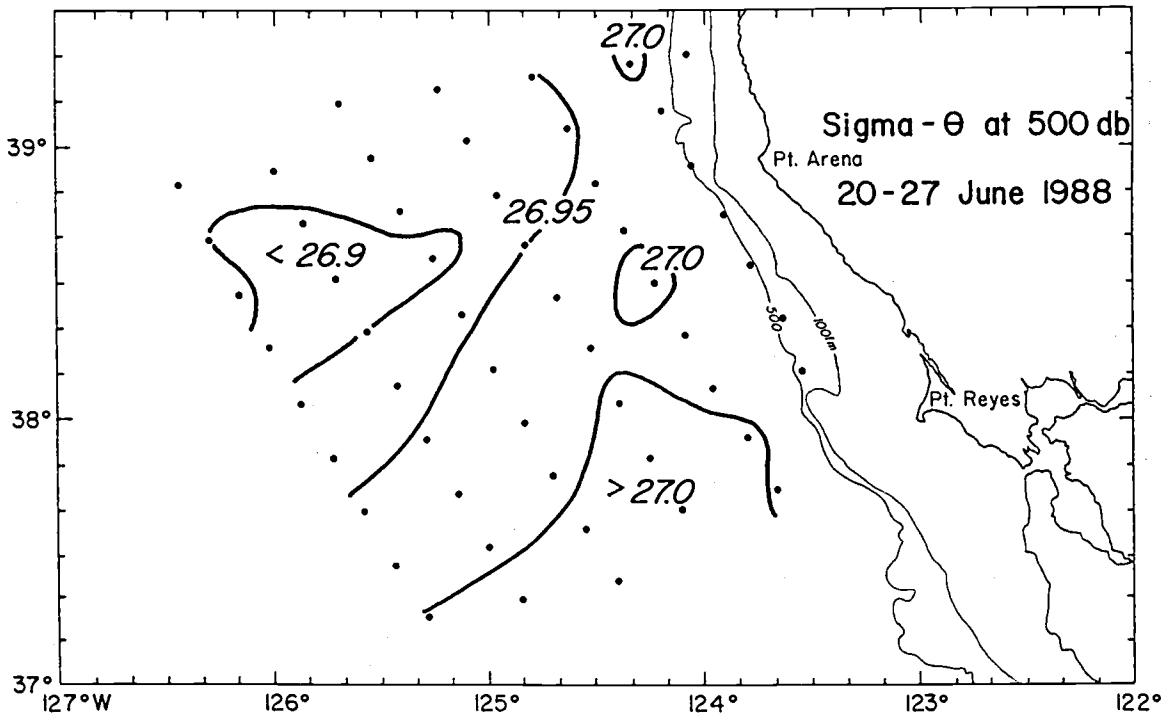 27.0
Sigma-θ at 500 db
39°
Pt. Arena
20-27 June 1988
26.95
< 26.9
27.0
500
100fm
38°
Pt. Reyes
> 27.0
37°
127°W
126°
125°
124°
123°
122°